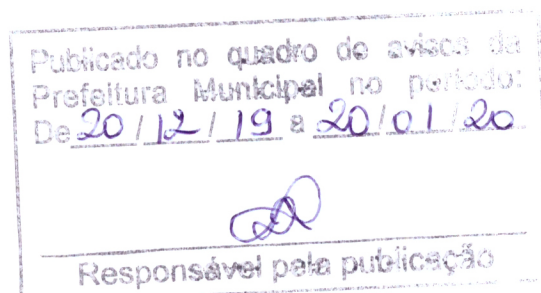 Publicado no quadro de avisos da
Prefeitura Municipal no período:
De 20 / 12 / 19 a 20 / 01 / 20
Responsável pela publicação